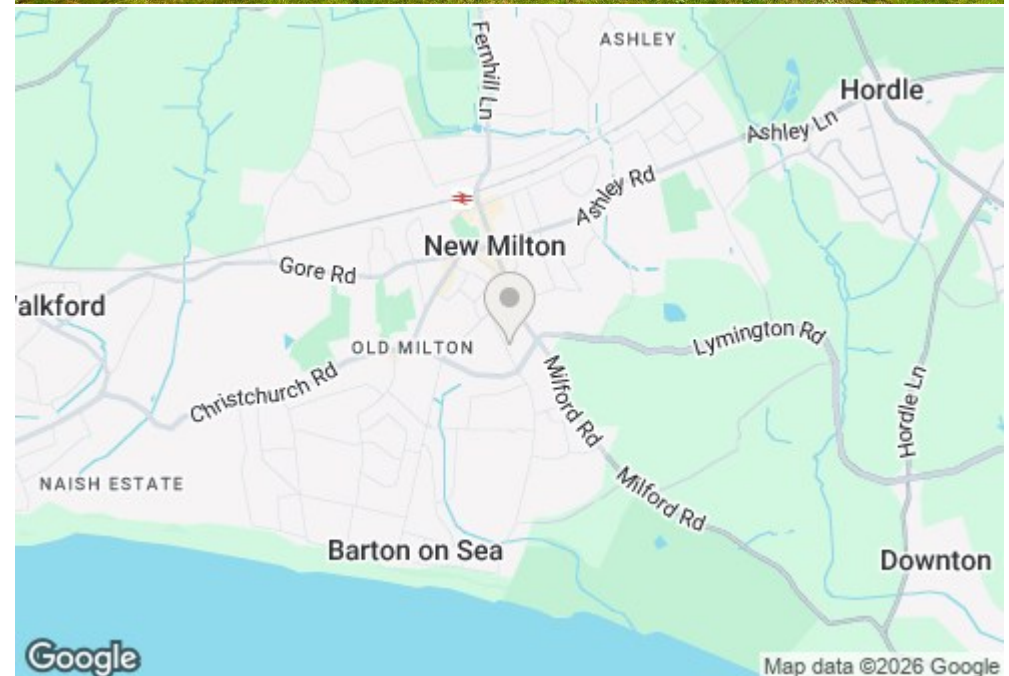 Fernhill Ln
ASHLEY
Hordle
Ashley Ln
Ashley Rd
New Milton
Gore Rd
alkford
OLD MILTON
Lymington Rd
Christchurch Rd
Milford Rd
Hordle Ln
NAISH ESTATE
Milford Rd
Barton on Sea
Downton
Google
Map data ©2026 Google